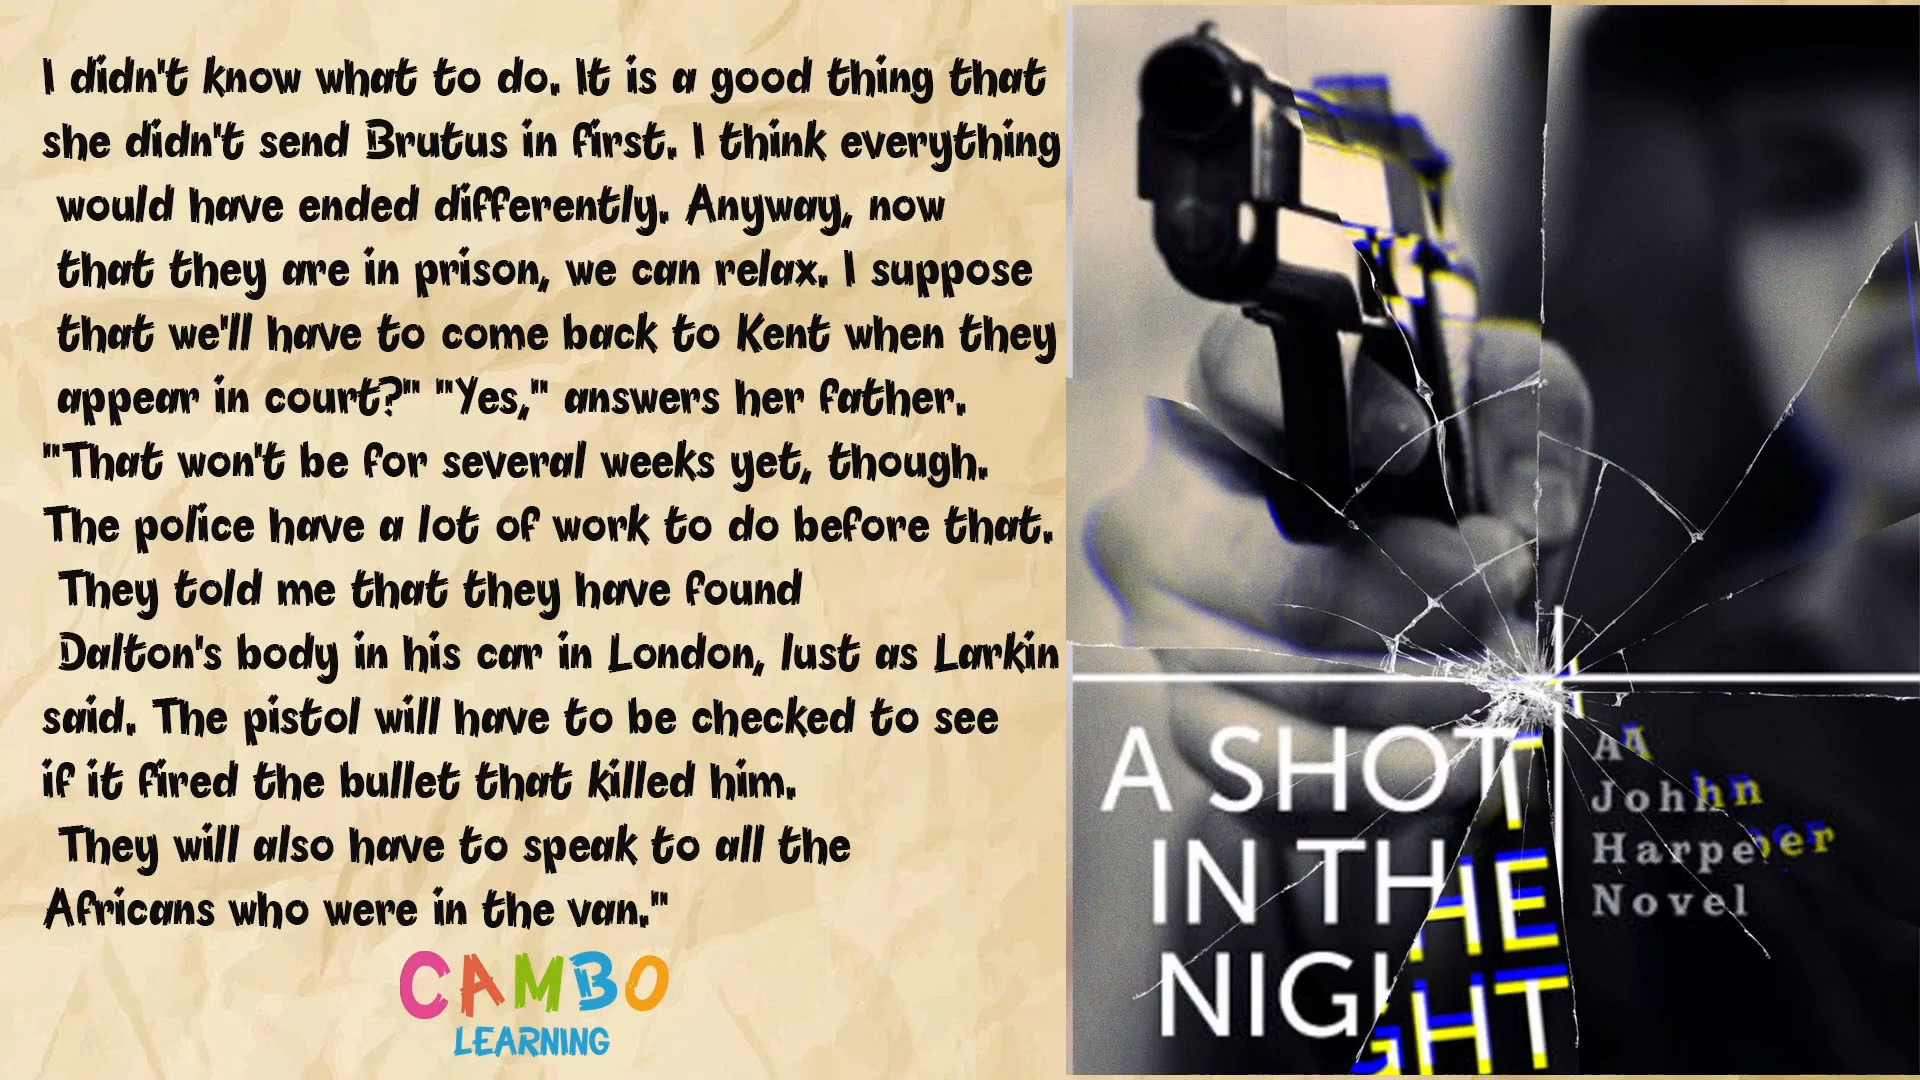 I didn't know what to do. It is a good thing that
she didn't send Brutus in first. I think everything
would have ended differently. Anyway, now
that they are in prison, we can relax. I suppose
that we'll have to come back to Kent when they
appear in court?" "Yes," answers her father.
"That won't be for several weeks yet, though.
The police have a lot of work to do before that.
They told me that they have found
Dalton's body in his car in London, lust as Larkin
said. The pistol will have to be checked to see
if it fired the bullet that killed him.
They will also have to speak to all the
Africans who were in the van."
CAMBO
LEARNING
A SHOT
IN THE
NIGHT
A
John
Harper
Novel